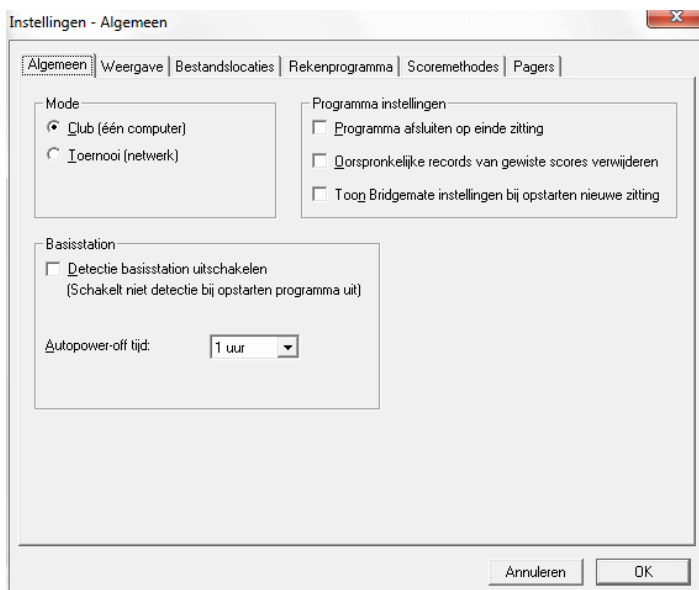 Instellingen - Algemeen
Algemeen Weergave Bestandslocaties Rekenprogramma Scoremethodes Pagers
Mode
Club (één computer)
Toernooi (netwerk)
Programma instellingen
Programma afsluiten op einde zitting
Oorspronkelijke records van gewiste scores verwijderen
Toon Bridgemate instellingen bij opstarten nieuwe zitting
Basisstation
Detectie basisstation uitschakelen
(Schakelt niet detectie bij opstarten programma uit)
Autopower-off tijd: 1 uur
Annuleren OK